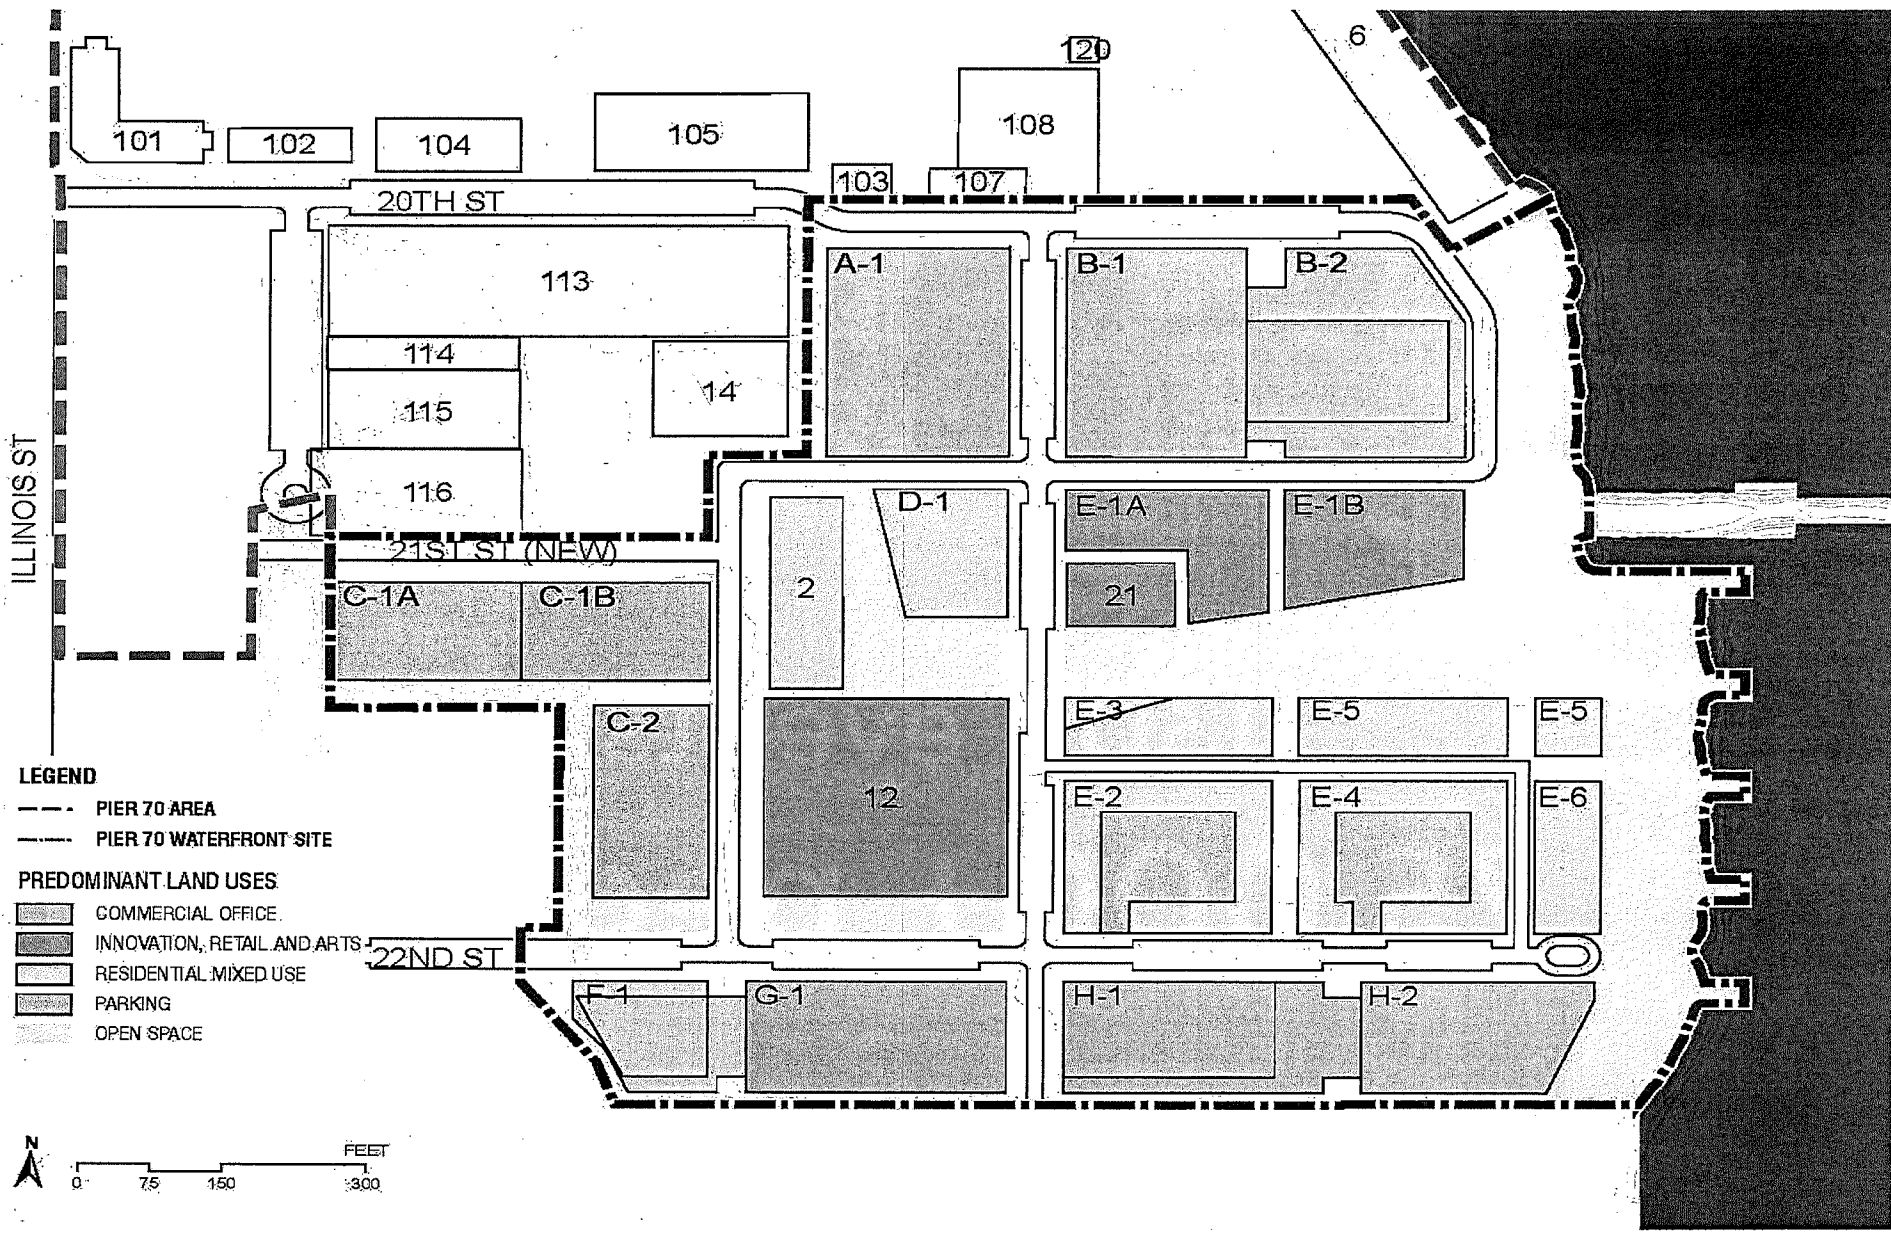 6
120
101
102
104
105
108
103
107
20TH ST
113
114
115
14
116
A-1
B-1
B-2
ILLINOIS ST
21ST ST (NEW)
D-1
E-1A
E-1B
2
21
C-1A
C-1B
C-2
12
E-3
E-5
E-5
E-2
E-4
E-6
22ND ST
F-1
G-1
H-1
H-2
LEGEND
PIER 70 AREA
PIER 70 WATERFRONT SITE
PREDOMINANT LAND USES
COMMERCIAL OFFICE
INNOVATION, RETAIL AND ARTS
RESIDENTIAL MIXED USE
PARKING
OPEN SPACE
N
FEET
0 75 150 300